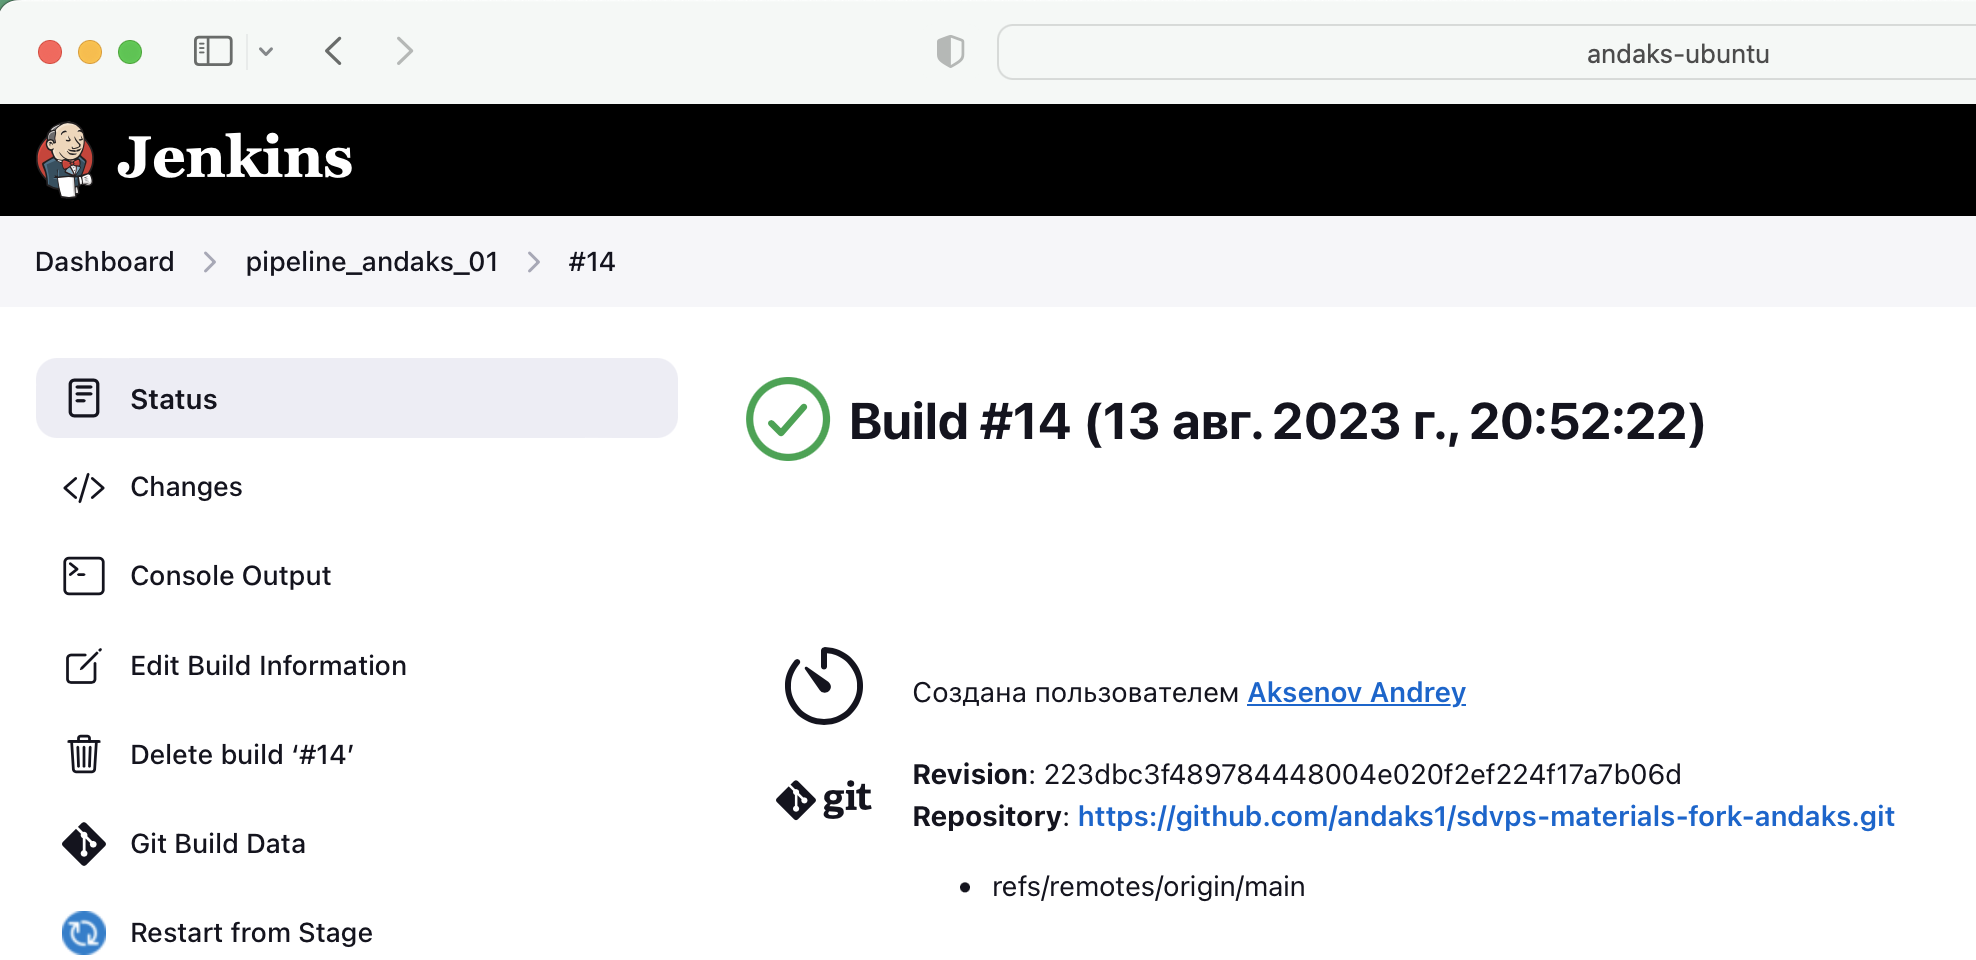 andaks-ubuntu
Jenkins
Dashboard > pipeline_andaks_01 > #14
Status
Changes
Console Output
Edit Build Information
Delete build ‘#14’
Git Build Data
Restart from Stage
Build #14 (13 авг. 2023 г., 20:52:22)
Создана пользователем Aksenov Andrey
git
Revision: 223dbc3f489784448004e020f2ef224f17a7b06d
Repository: https://github.com/andaks1/sdvps-materials-fork-andaks.git
• refs/remotes/origin/main